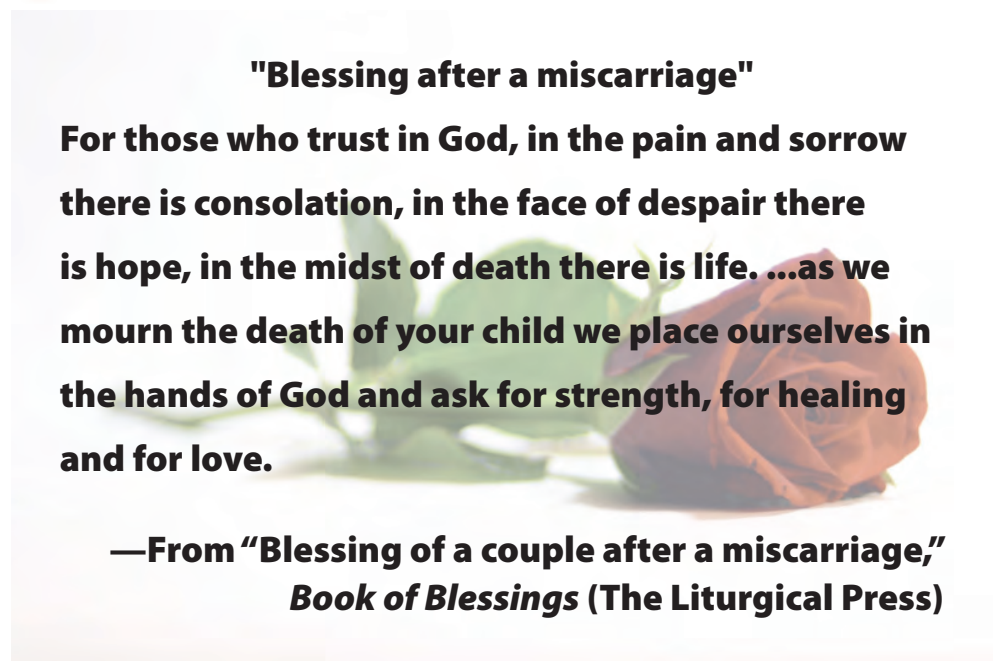 "Blessing after a miscarriage"
For those who trust in God, in the pain and sorrow
there is consolation, in the face of despair there
is hope, in the midst of death there is life. ...as we
mourn the death of your child we place ourselves in
the hands of God and ask for strength, for healing
and for love.
—From “Blessing of a couple after a miscarriage,”
Book of Blessings (The Liturgical Press)